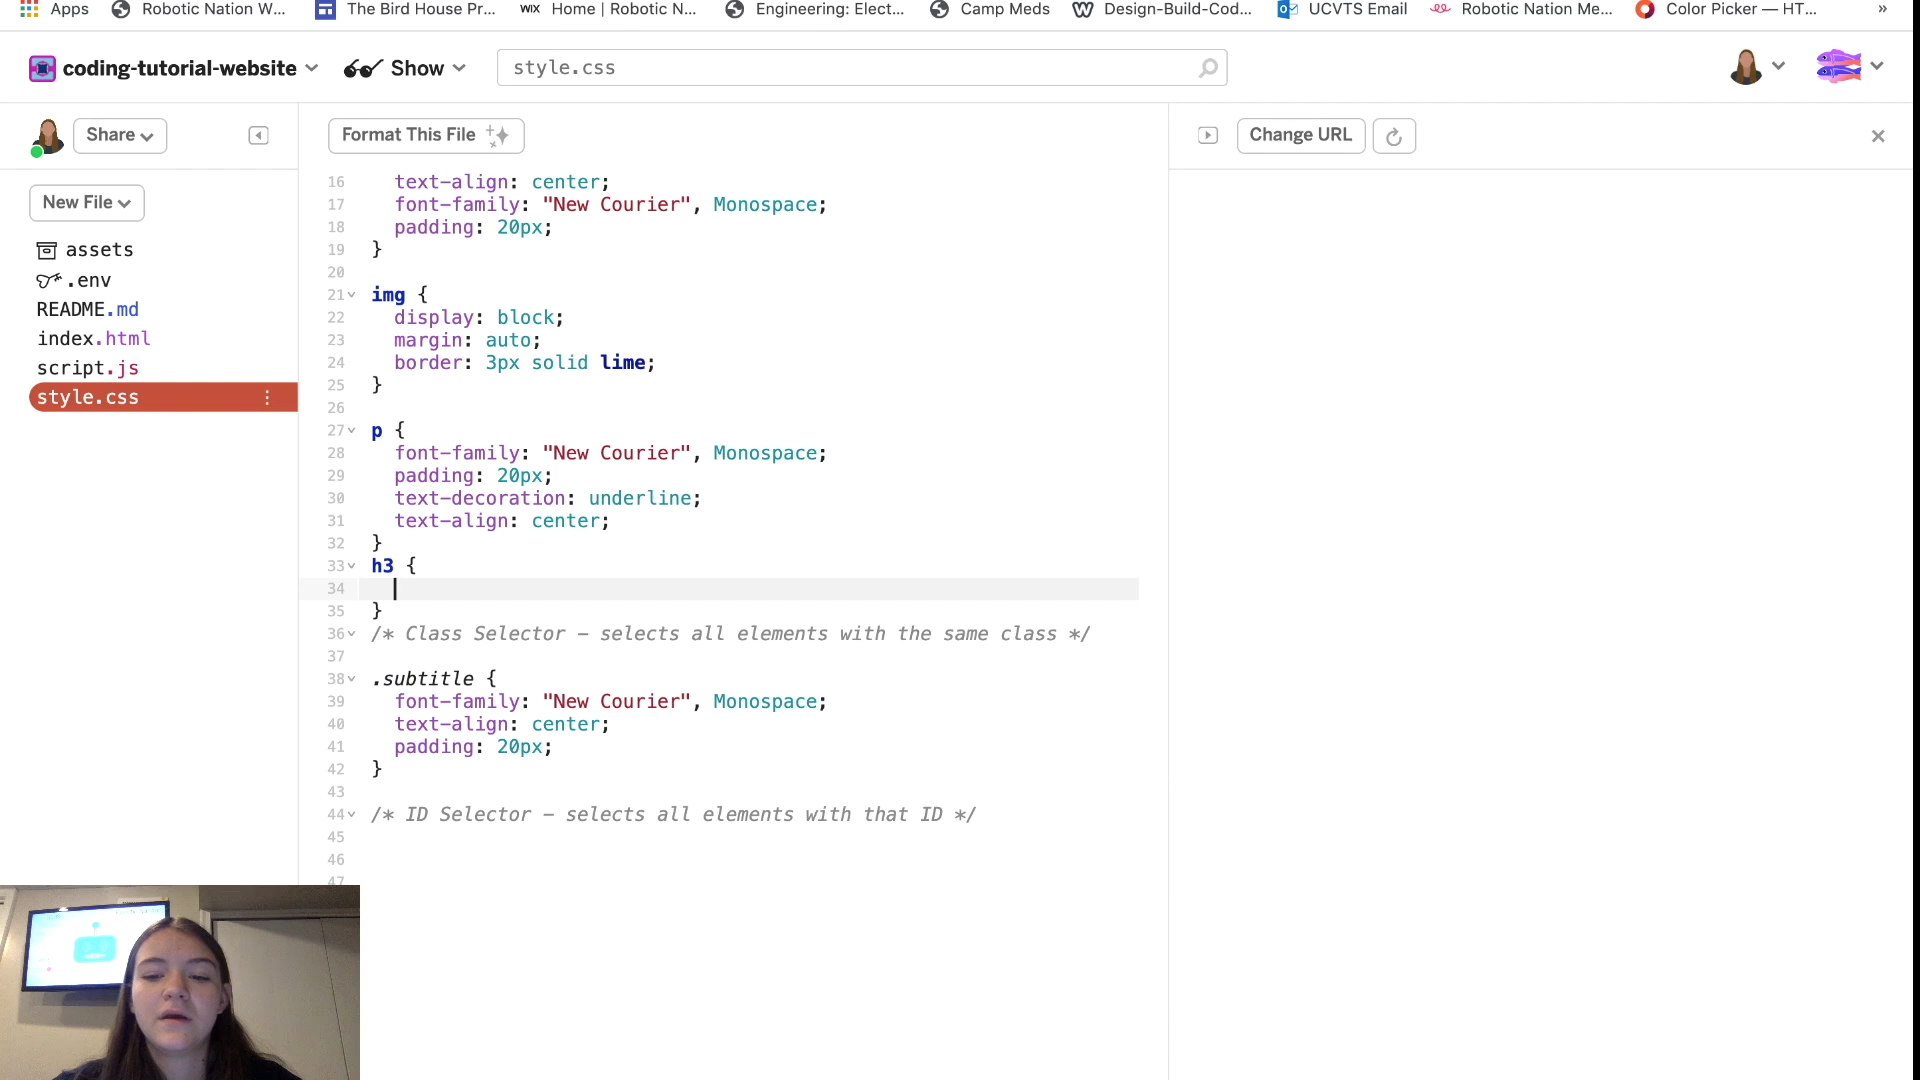 Apps Robotic Nation W... The Bird House Pr... WIX Home | Robotic N... Engineering: Elect... Camp Meds Design-Build-Cod... UCVTS Email Robotic Nation Me... Color Picker — HT... »
coding-tutorial-website Show style.css
Share Format This File Change URL
New File
assets
.env
README.md
index.html
script.js
style.css
16 text-align: center;
17 font-family: "New Courier", Monospace;
18 padding: 20px;
19 }
20
21 img {
22 display: block;
23 margin: auto;
24 border: 3px solid lime;
25 }
26
27 p {
28 font-family: "New Courier", Monospace;
29 padding: 20px;
30 text-decoration: underline;
31 text-align: center;
32 }
33 h3 {
34
35 }
36 /* Class Selector - selects all elements with the same class */
37
38 .subtitle {
39 font-family: "New Courier", Monospace;
40 text-align: center;
41 padding: 20px;
42 }
43
44 /* ID Selector - selects all elements with that ID */
45
46
47